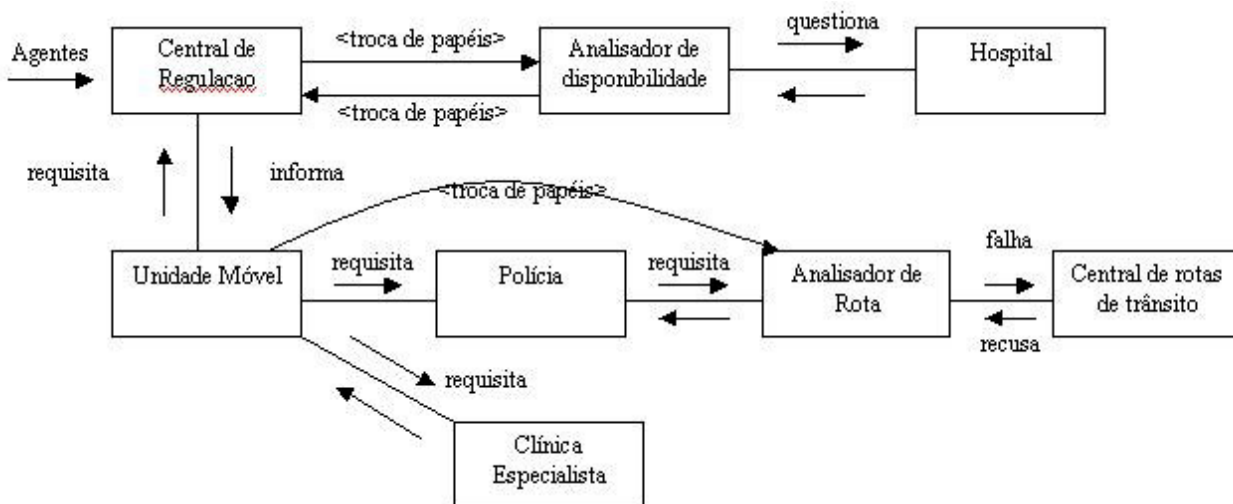 Agentes
Central de
Regulacao
<troca de papéis>
<troca de papéis>
Analisador de
disponibilidade
questiona
Hospital
requisita
informa
<troca de papéis>
Unidade Móvel
requisita
Polícia
requisita
Analisador de
Rota
falha
recusa
Central de rotas
de trânsito
requisita
Clínica
Especialista